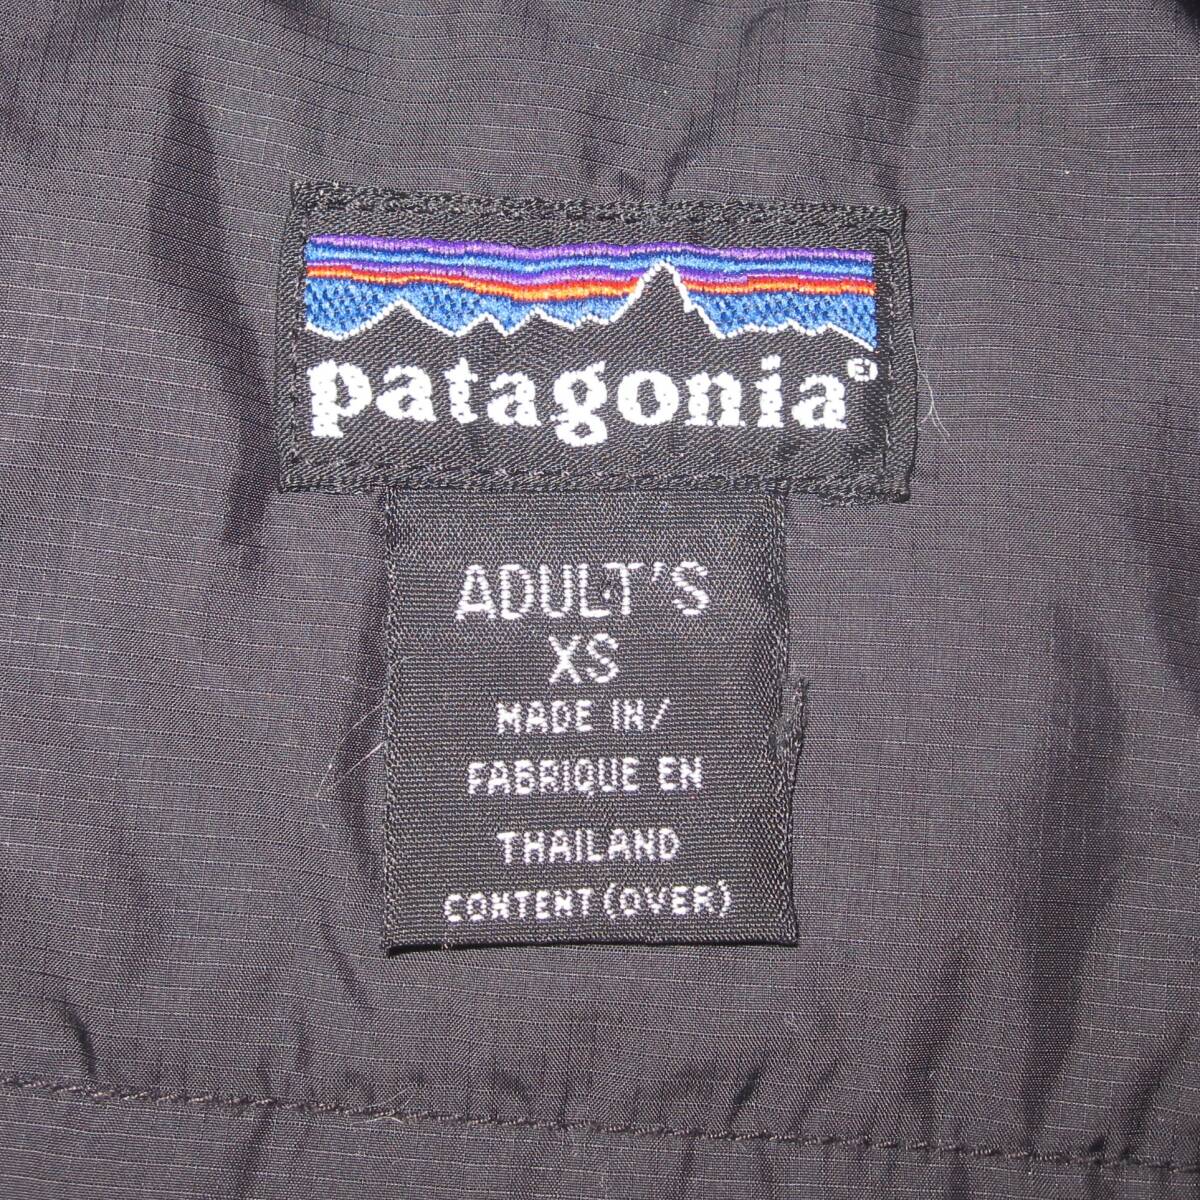 patagonia®
ADULT'S
XS
MADE IN/
FABRIQUE EN
THAILAND
CONTENT (OVER)